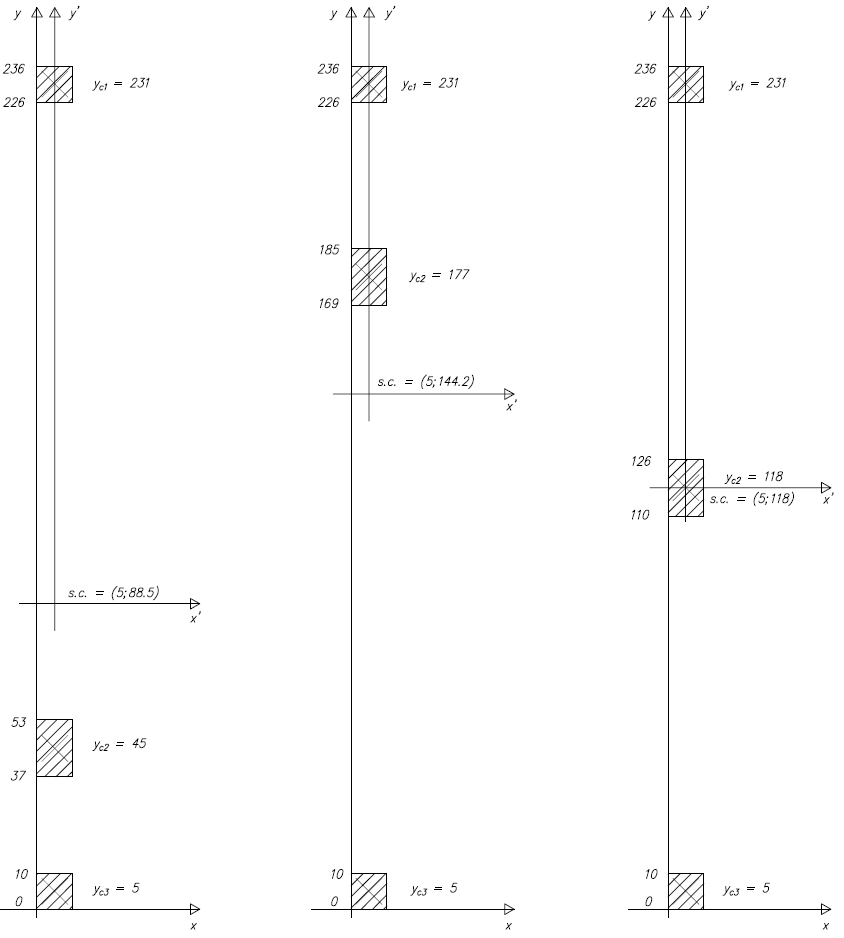 y y'
236
y_c1 = 231
226
s.c. = (5;88.5)
x'
53
y_c2 = 45
37
10
y_c3 = 5
0
x
y y'
236
y_c1 = 231
226
185
y_c2 = 177
169
s.c. = (5;144.2)
x'
10
y_c3 = 5
0
x
y y'
236
y_c1 = 231
226
126
y_c2 = 118
s.c. = (5;118) x'
110
10
y_c3 = 5
0
x